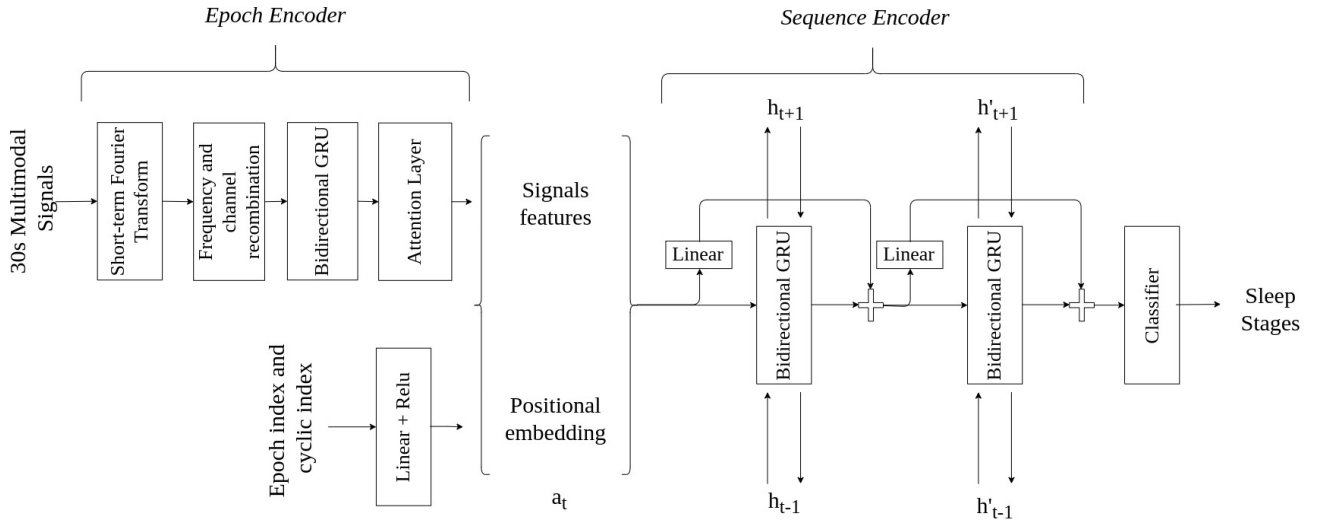 Epoch Encoder
Sequence Encoder
30s Multimodal
Signals
Short-term Fourier
Transform
Frequency and
channel
recombination
Bidirectional GRU
Attention Layer
Signals
features
Epoch index and
cyclic index
Linear + Relu
Positional
embedding
a_t
Linear
h_{t+1}
Bidirectional GRU
h_{t-1}
Linear
h'_{t+1}
Bidirectional GRU
h'_{t-1}
Classifier
Sleep
Stages